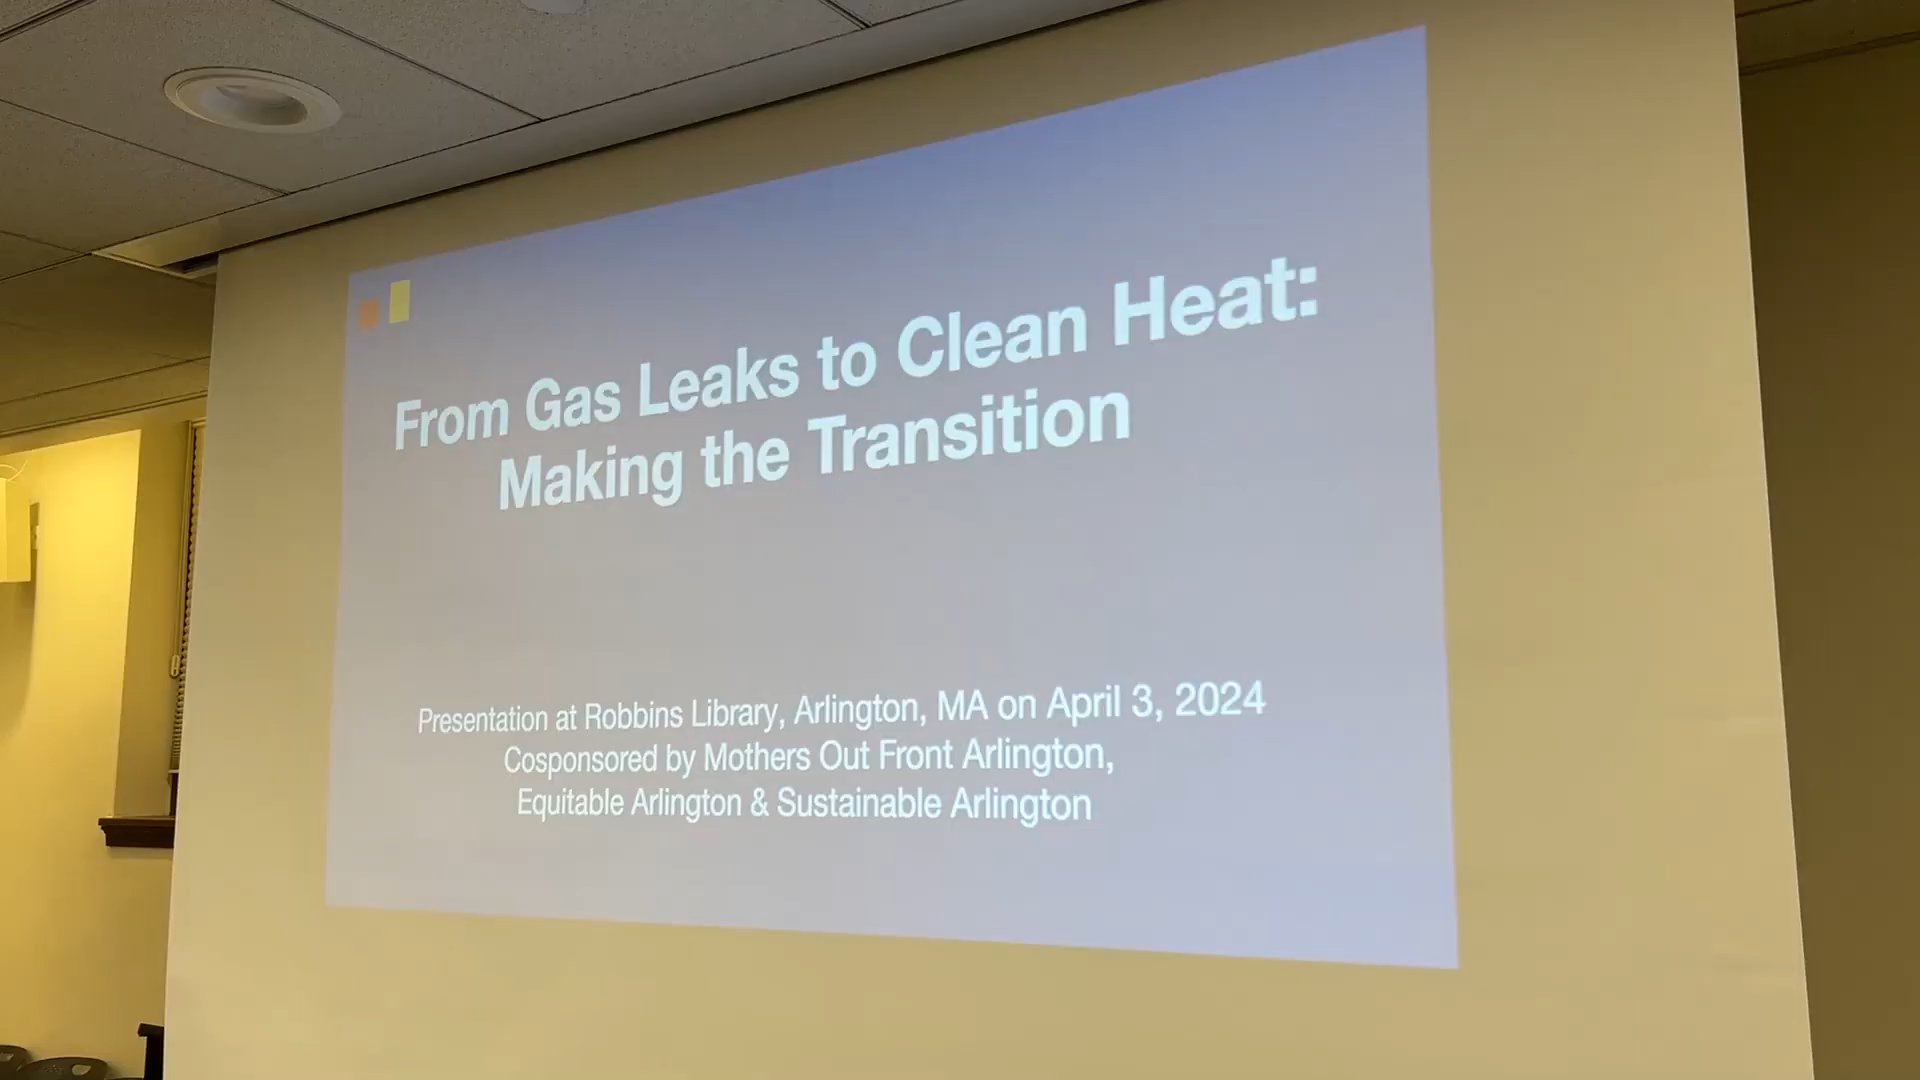 From Gas Leaks to Clean Heat:
Making the Transition
Presentation at Robbins Library, Arlington, MA on April 3, 2024
Cosponsored by Mothers Out Front Arlington,
Equitable Arlington & Sustainable Arlington